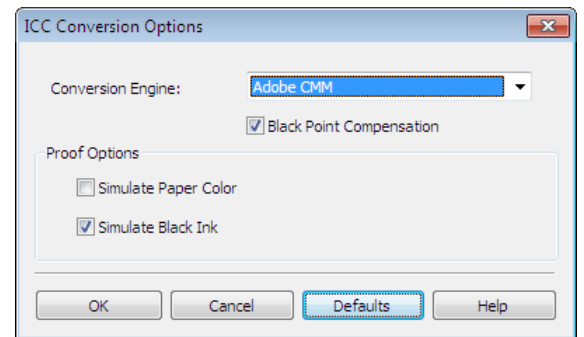 ICC Conversion Options
Conversion Engine: Adobe CMM
Black Point Compensation
Proof Options
Simulate Paper Color
Simulate Black Ink
OK Cancel Defaults Help